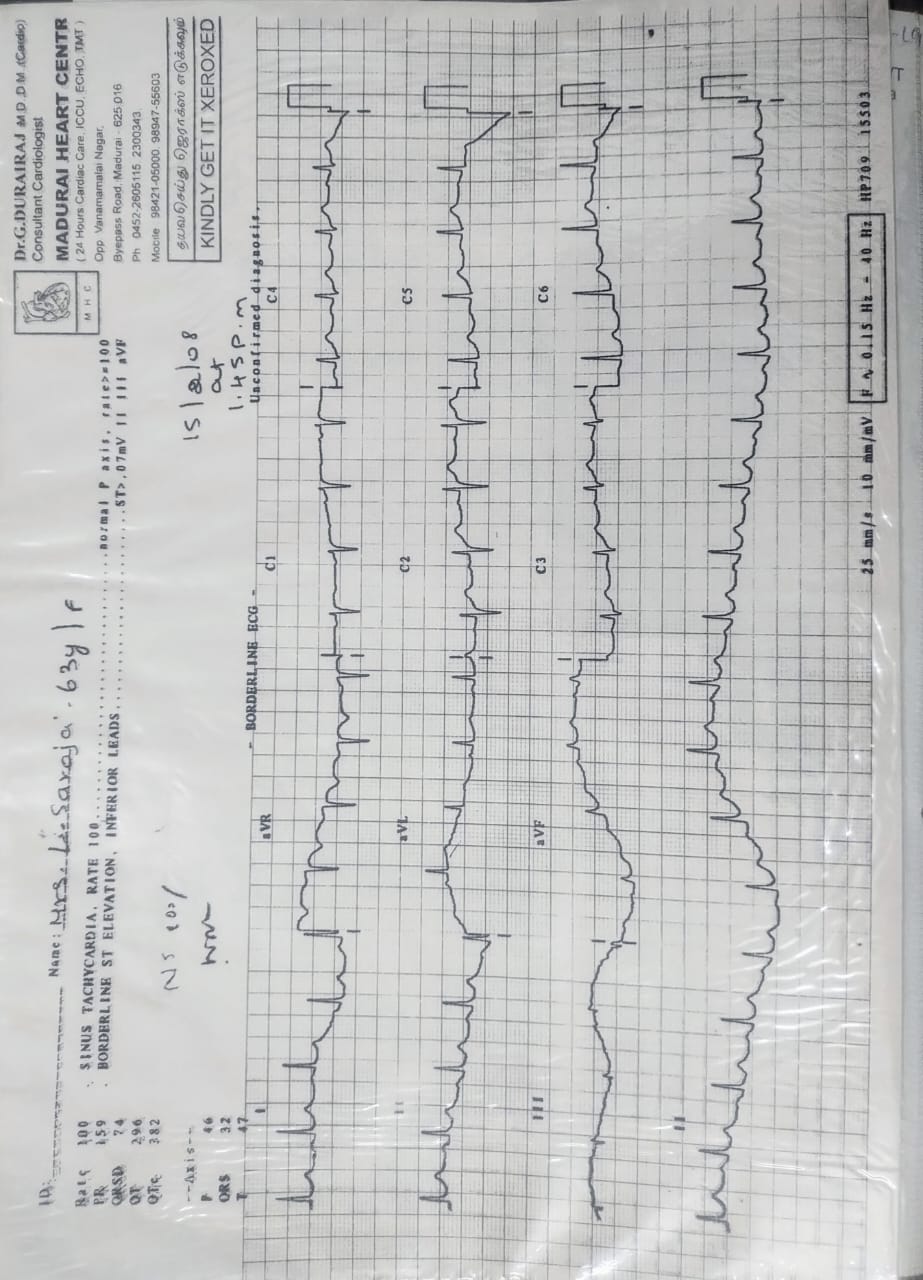 ID: Name: Mrs. L. Saroja. 63y / F
Rate 100 . SINUS TACHYCARDIA, RATE 100 normal P axis, rate>=100
PR 159 . BORDERLINE ST ELEVATION, INFERIOR LEADS ST>.07mV II III aVF
QRSD 74
QT 296
QTc 382
--Axis--
P 46
QRS 32
T 47
Dr.G.DURAIRAJ M.D.,D.M.(Cardio)
Consultant Cardiologist
MADURAI HEART CENTR
( 24 Hours Cardiac Care, ICCU, ECHO, TMT )
Opp. Vanamamalai Nagar,
Byepass Road, Madurai - 625 016
Ph 0452-2605115, 2300343,
Mobile 98421-05000, 98947-55603
M H C
தயவுசெய்து ஜெராக்ஸ் எடுக்கவும்
KINDLY GET IT XEROXED
15/2/08
at
1.45 p.m
- BORDERLINE ECG - Unconfirmed diagnosis.
I aVR C1 C4
II aVL C2 C5
III aVF C3 C6
II
25 mm/s 10 mm/mV F ~ 0.15 Hz - 40 Hz HP709 15503